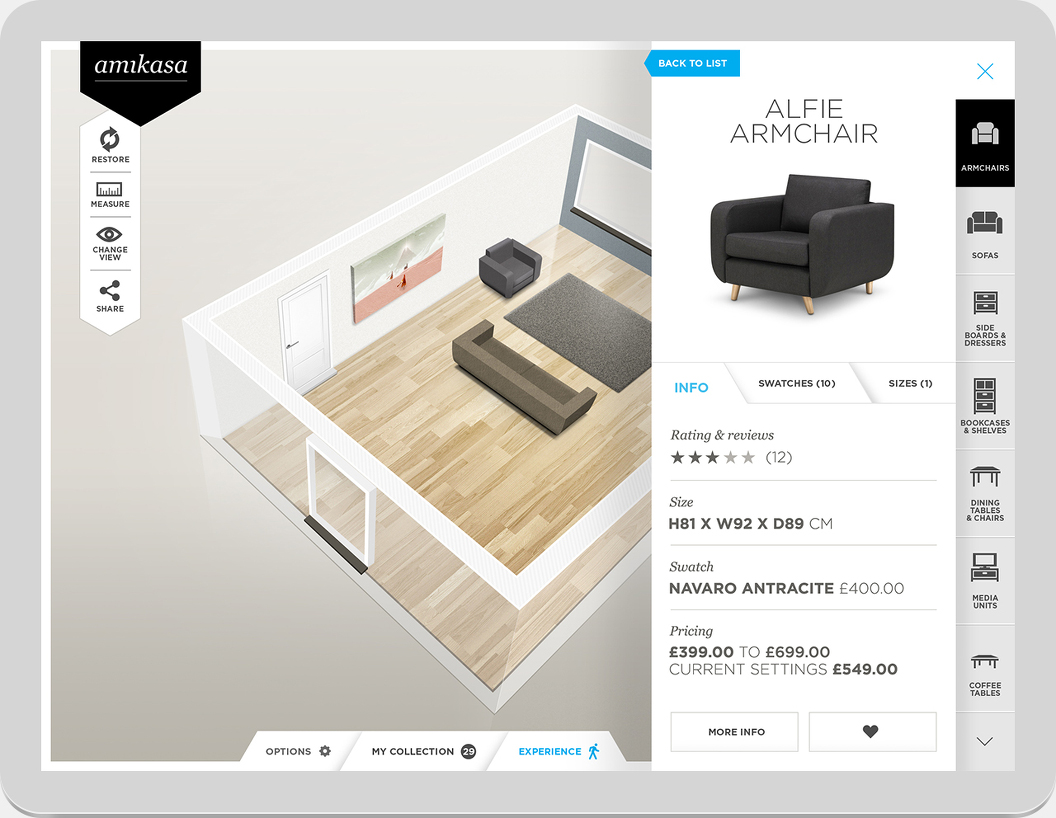 amikasa
RESTORE
MEASURE
CHANGE
VIEW
SHARE
BACK TO LIST
ALFIE
ARMCHAIR
INFO
SWATCHES (10)
SIZES (1)
Rating & reviews
(12)
Size
H81 X W92 X D89 CM
Swatch
NAVARO ANTRACITE £400.00
Pricing
£399.00 TO £699.00
CURRENT SETTINGS £549.00
MORE INFO
ARMCHAIRS
SOFAS
SIDE
BOARDS &
DRESSERS
BOOKCASES
& SHELVES
DINING
TABLES
& CHAIRS
MEDIA
UNITS
COFFEE
TABLES
OPTIONS
MY COLLECTION 29
EXPERIENCE